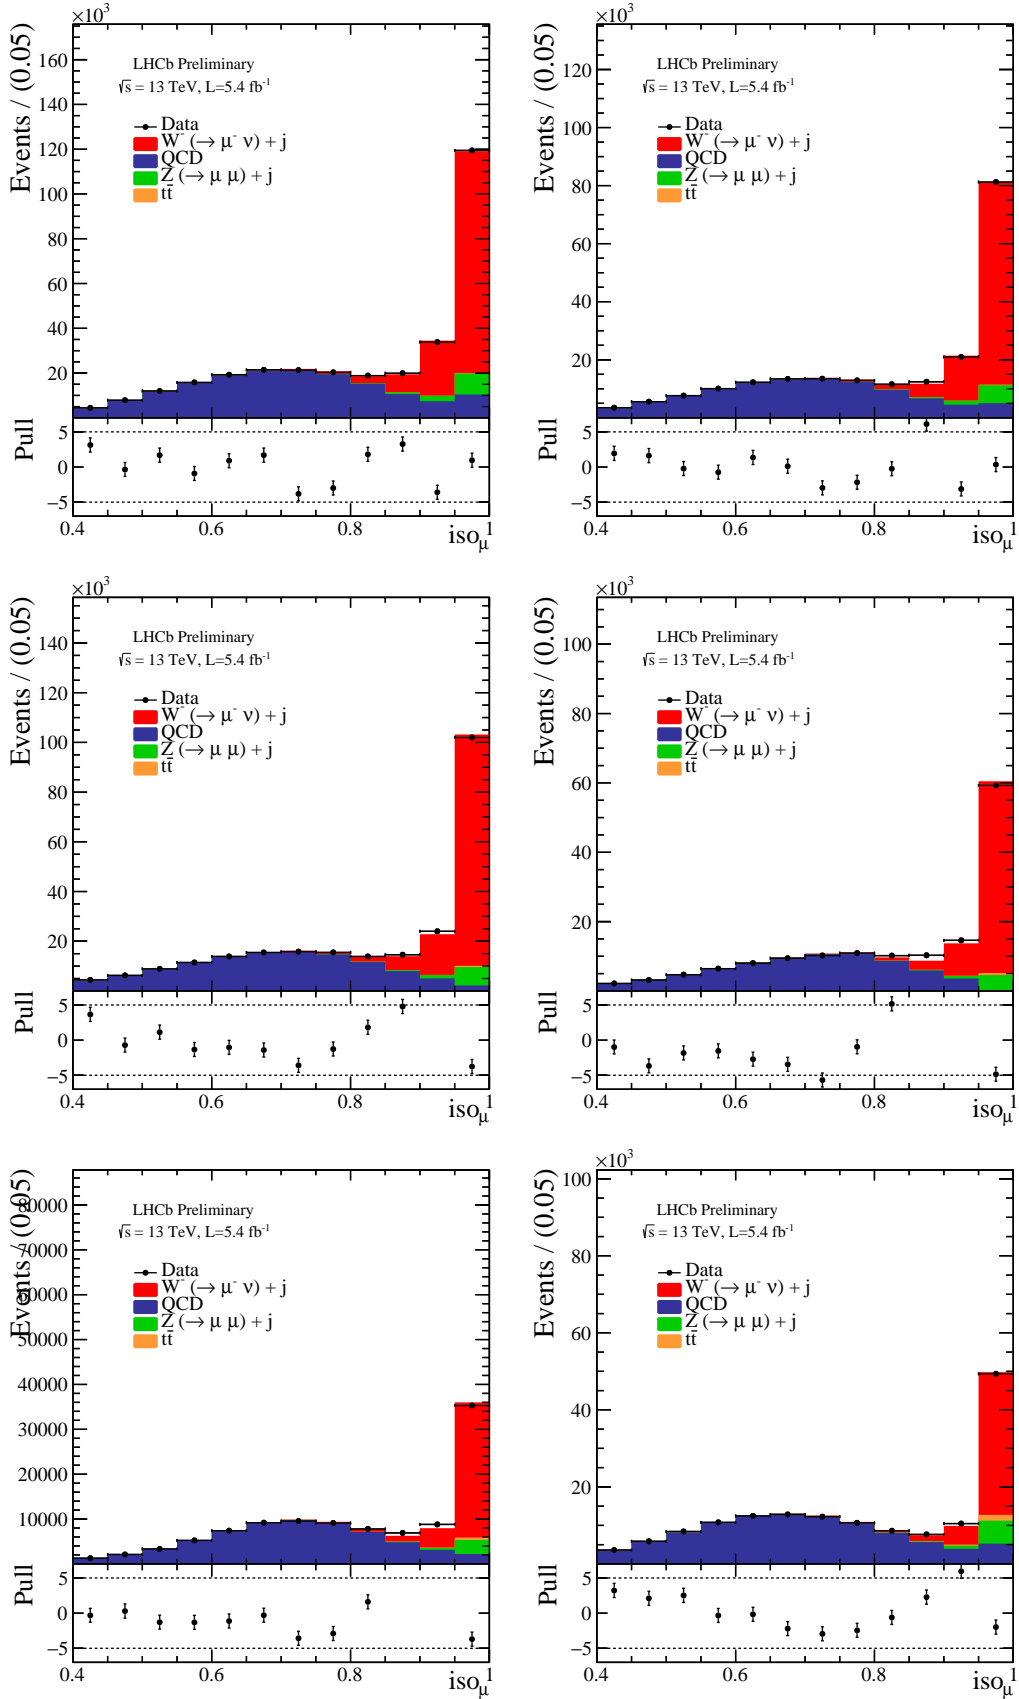 ×10³
Events / (0.05)
160
140
120
100
80
60
40
20
LHCb Preliminary
√s = 13 TeV, L=5.4 fb⁻¹
Data
W⁻ (→ μ⁻ ν) + j
QCD
Z (→ μ μ) + j
tt̄
Pull
5
0
−5
0.4 0.6 0.8 1
iso_μ
×10³
Events / (0.05)
120
100
80
60
40
20
LHCb Preliminary
√s = 13 TeV, L=5.4 fb⁻¹
Data
W⁻ (→ μ⁻ ν) + j
QCD
Z (→ μ μ) + j
tt̄
Pull
5
0
−5
0.4 0.6 0.8 1
iso_μ
×10³
Events / (0.05)
140
120
100
80
60
40
20
LHCb Preliminary
√s = 13 TeV, L=5.4 fb⁻¹
Data
W⁻ (→ μ⁻ ν) + j
QCD
Z (→ μ μ) + j
tt̄
Pull
5
0
−5
0.4 0.6 0.8 1
iso_μ
×10³
Events / (0.05)
100
80
60
40
20
LHCb Preliminary
√s = 13 TeV, L=5.4 fb⁻¹
Data
W⁻ (→ μ⁻ ν) + j
QCD
Z (→ μ μ) + j
tt̄
Pull
5
0
−5
0.4 0.6 0.8 1
iso_μ
Events / (0.05)
80000
70000
60000
50000
40000
30000
20000
10000
LHCb Preliminary
√s = 13 TeV, L=5.4 fb⁻¹
Data
W⁻ (→ μ⁻ ν) + j
QCD
Z (→ μ μ) + j
tt̄
Pull
5
0
−5
0.4 0.6 0.8 1
iso_μ
×10³
Events / (0.05)
100
80
60
40
20
LHCb Preliminary
√s = 13 TeV, L=5.4 fb⁻¹
Data
W⁻ (→ μ⁻ ν) + j
QCD
Z (→ μ μ) + j
tt̄
Pull
5
0
−5
0.4 0.6 0.8 1
iso_μ